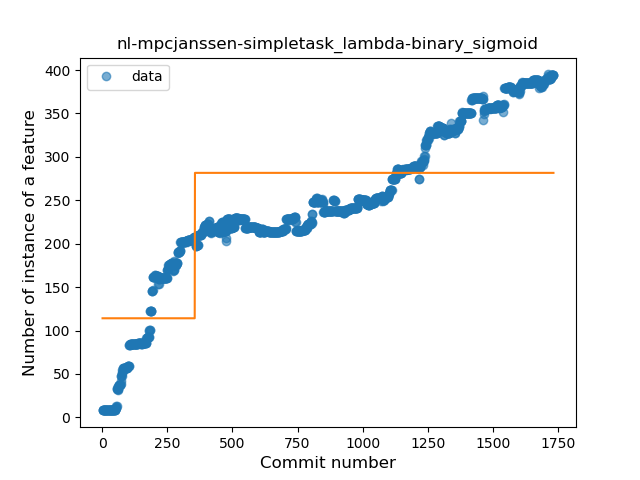 nl-mpcjanssen-simpletask_lambda-binary_sigmoid
data
Number of instance of a feature
400
350
300
250
200
150
100
50
0
0 250 500 750 1000 1250 1500 1750
Commit number